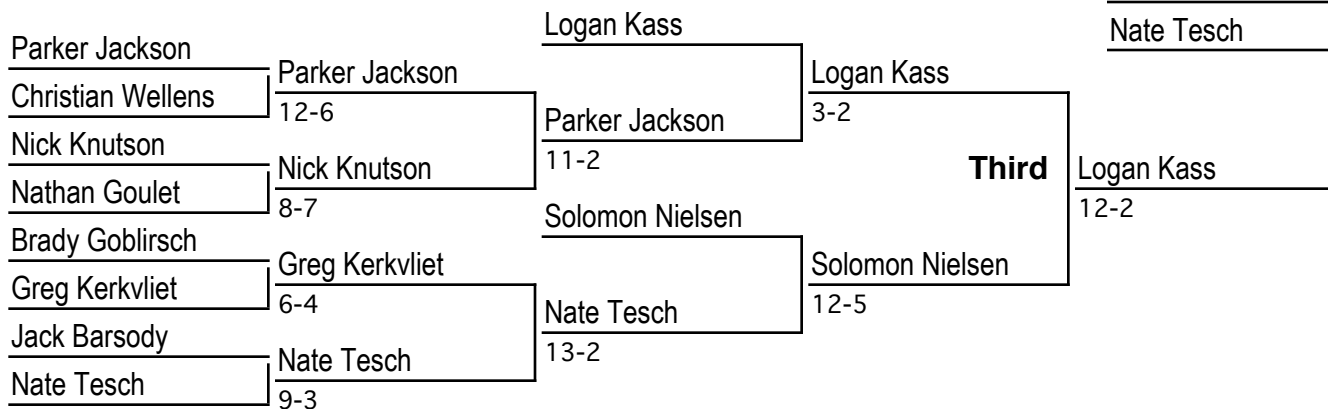 Parker Jackson
Christian Wellens
Nick Knutson
Nathan Goulet
Brady Goblirsch
Greg Kerkvliet
Jack Barsody
Nate Tesch
Parker Jackson
12-6
Nick Knutson
8-7
Greg Kerkvliet
6-4
Nate Tesch
9-3
Logan Kass
Parker Jackson
11-2
Solomon Nielsen
Nate Tesch
13-2
Logan Kass
3-2
Solomon Nielsen
12-5
Third
Logan Kass
12-2
Nate Tesch